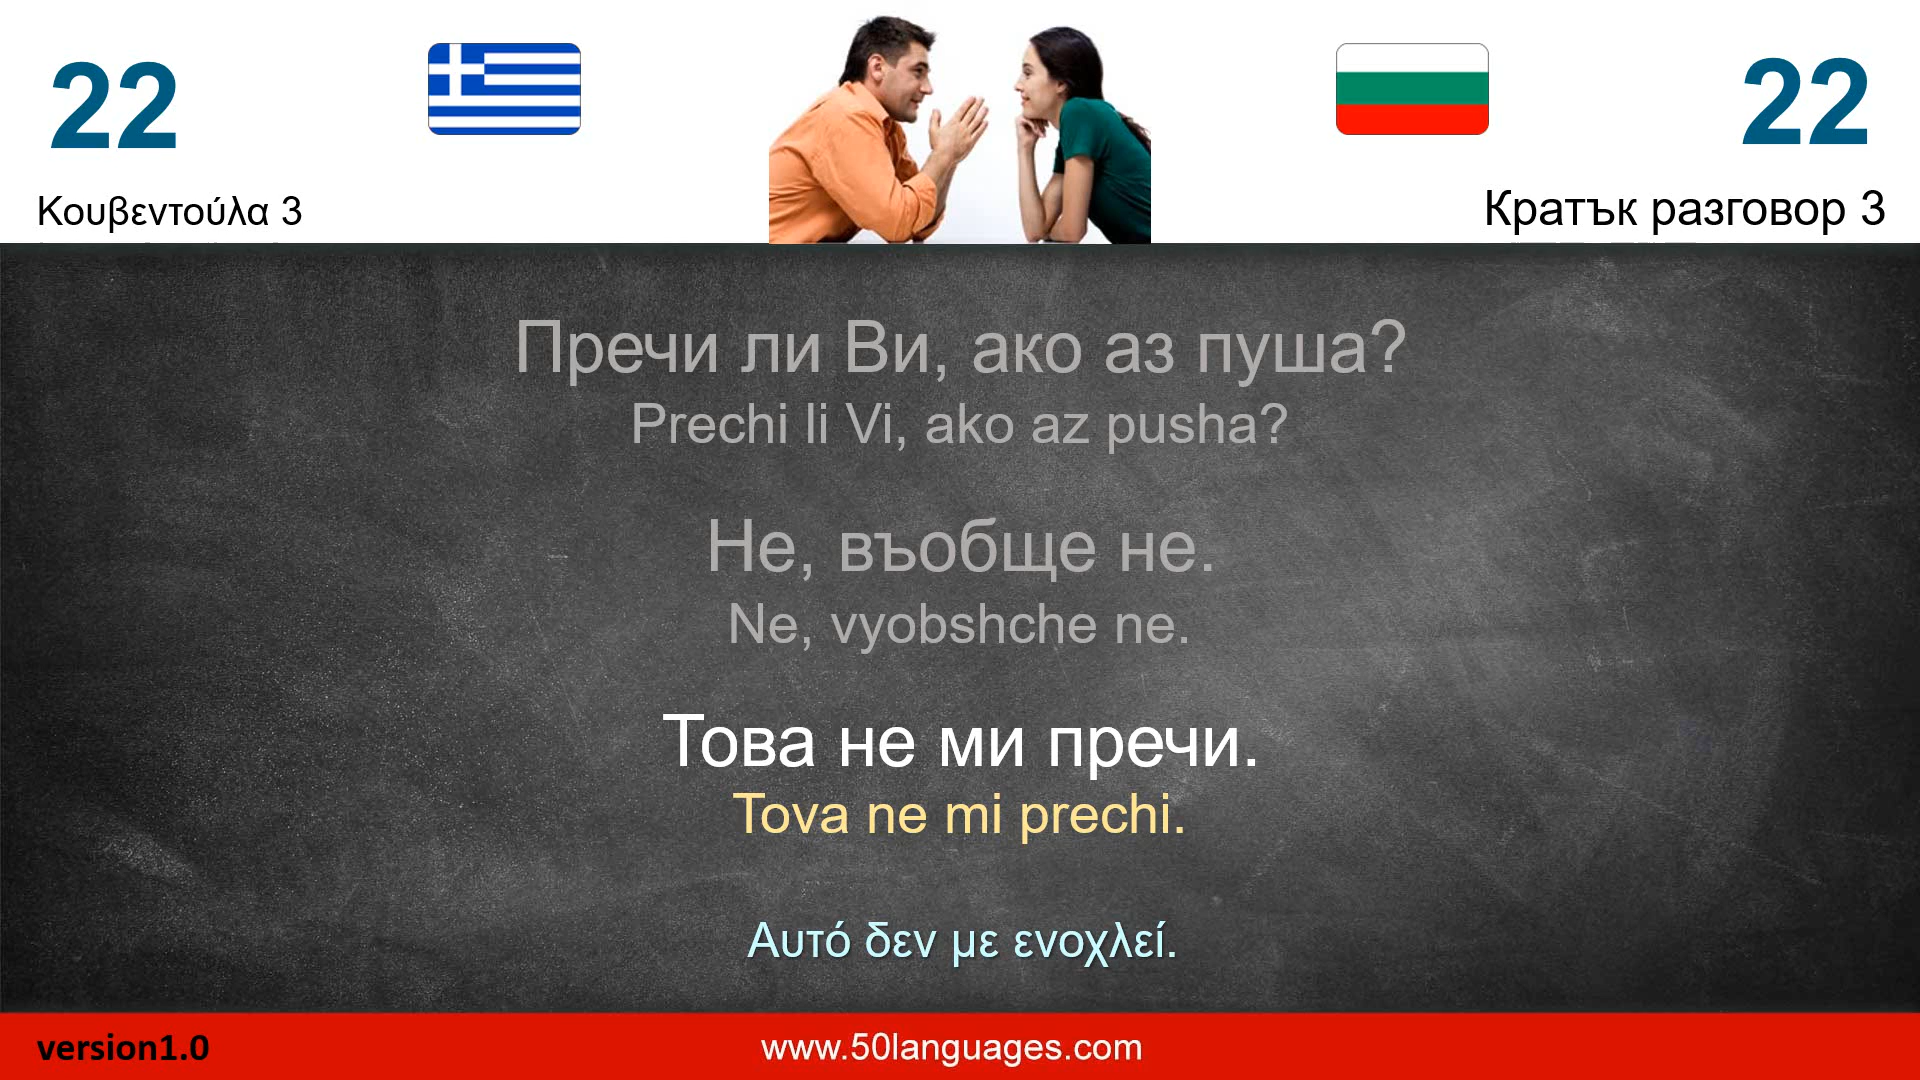 22
22
Κουβεντούλα 3
Кратък разговор 3
Пречи ли Ви, ако аз пуша?
Prechi li Vi, ako az pusha?
Не, въобще не.
Ne, vyobshche ne.
Това не ми пречи.
Tova ne mi prechi.
Αυτό δεν με ενοχλεί.
version1.0
www.50languages.com